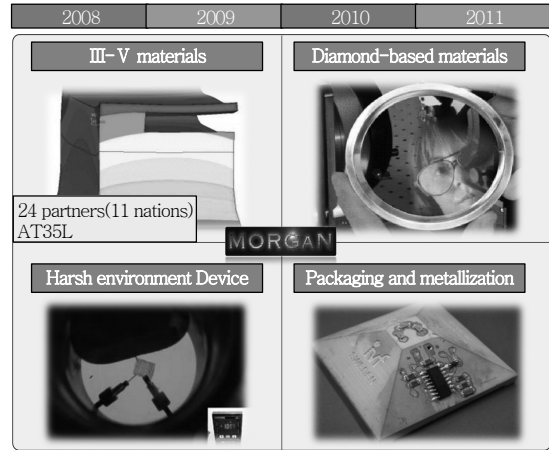 2008 2009 2010 2011
Ⅲ-Ⅴ materials
Diamond-based materials
24 partners(11 nations)
AT35L
MORGaN
Harsh environment Device
Packaging and metallization